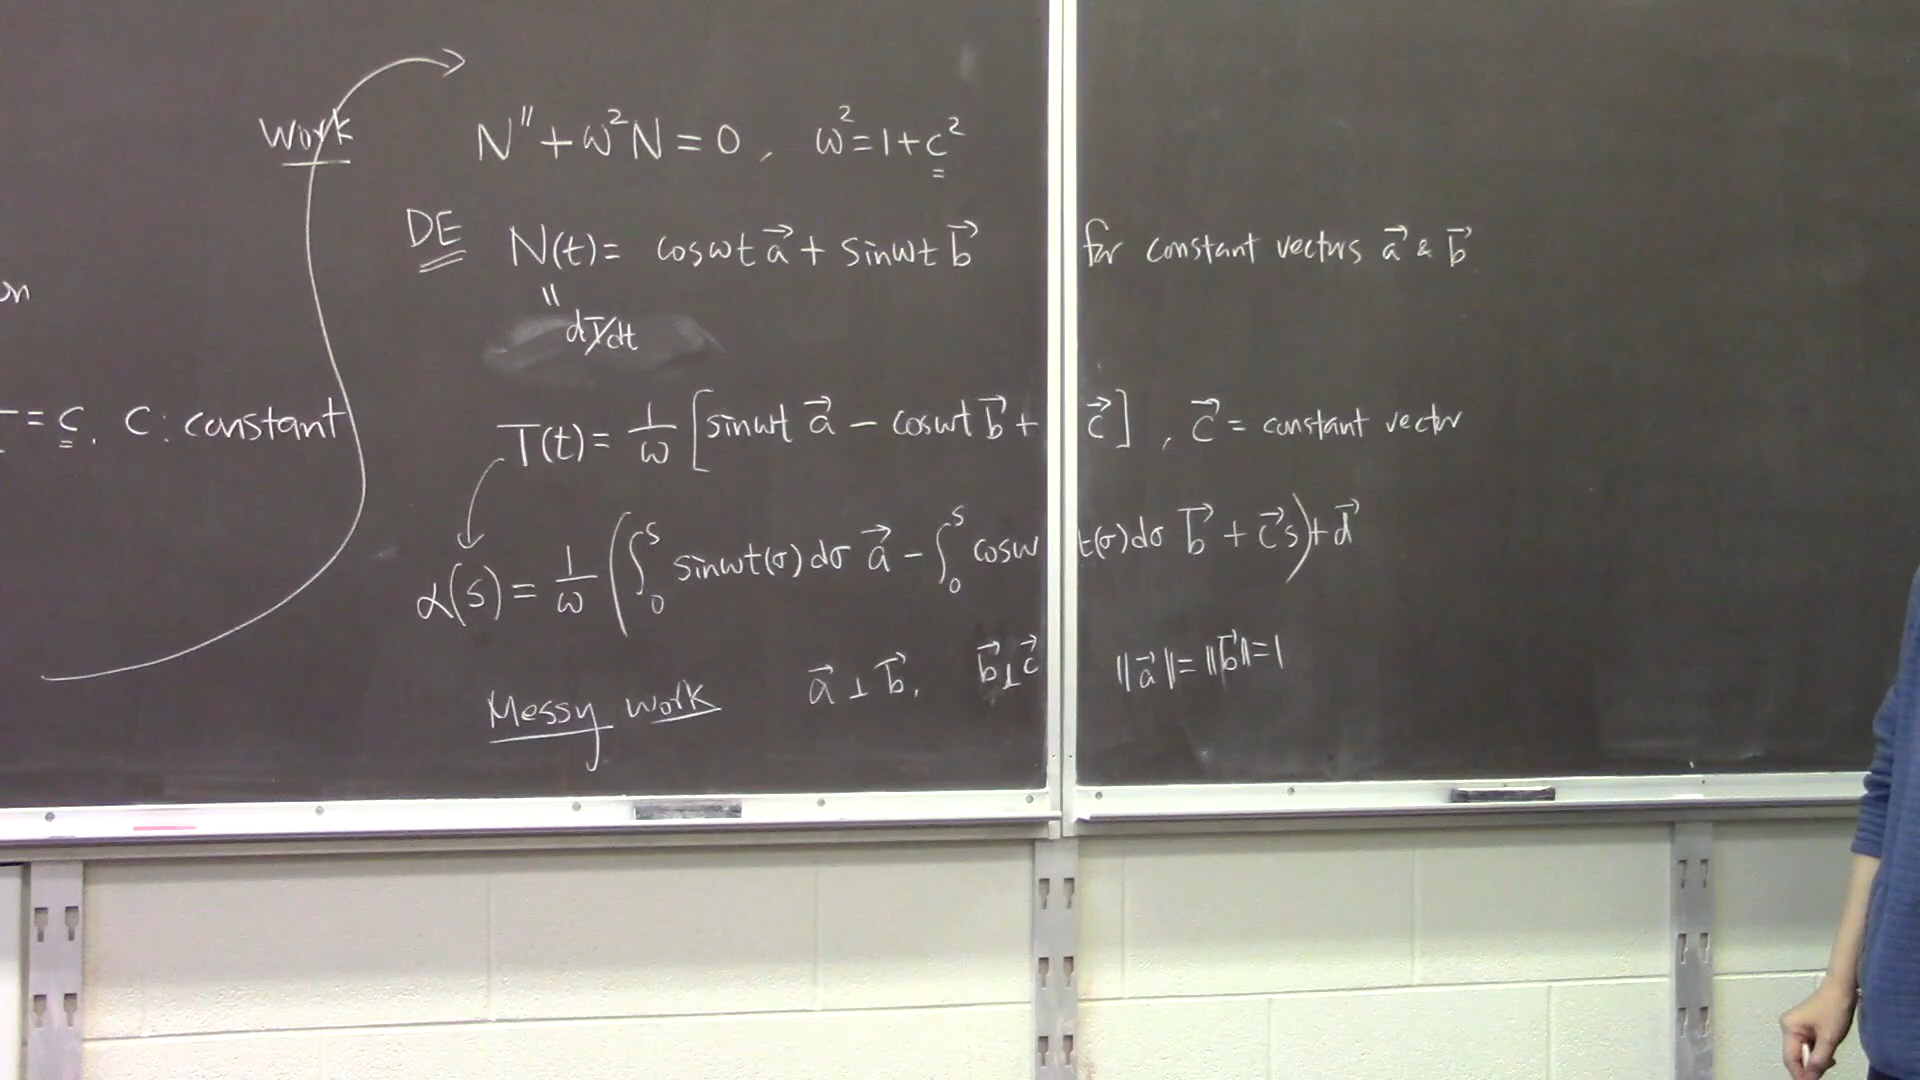 Work
N'' + ω²N = 0, ω² = 1 + c²
DE N(t) = cosωt a⃗ + sinωt b⃗ for constant vectors a⃗ & b⃗
on
"
dT/dt
= c, C: constant
T(t) = 1/ω [sinωt a⃗ − cosωt b⃗ + c⃗], c⃗ = constant vector
α(s) = 1/ω (∫₀ˢ sinωt(σ)dσ a⃗ − ∫₀ˢ cosωt(σ)dσ b⃗ + c⃗s) + d⃗
Messy work a⃗ ⊥ b⃗, b⃗ ⊥ c⃗ ‖a⃗‖ = ‖b⃗‖ = 1